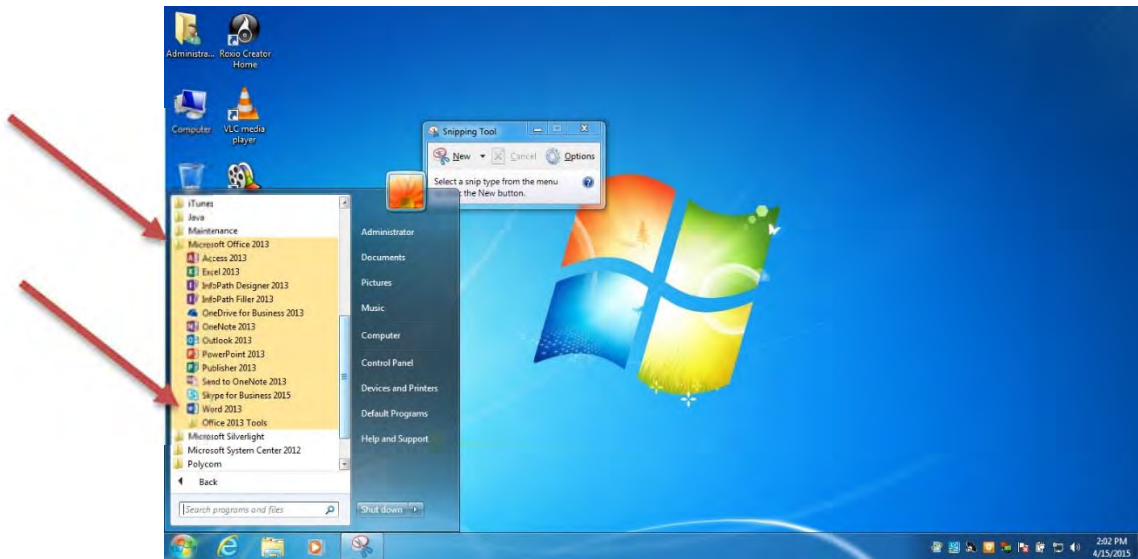 Administra...
Roxio Creator
Home
Computer
VLC media
player
Snipping Tool
New
Cancel
Options
Select a snip type from the menu
the New button.
iTunes
Java
Maintenance
Microsoft Office 2013
Access 2013
Excel 2013
InfoPath Designer 2013
InfoPath Filler 2013
OneDrive for Business 2013
OneNote 2013
Outlook 2013
PowerPoint 2013
Publisher 2013
Send to OneNote 2013
Skype for Business 2015
Word 2013
Office 2013 Tools
Microsoft Silverlight
Microsoft System Center 2012
Polycom
Back
Search programs and files
Administrator
Documents
Pictures
Music
Computer
Control Panel
Devices and Printers
Default Programs
Help and Support
Shut down
2:02 PM
4/15/2015